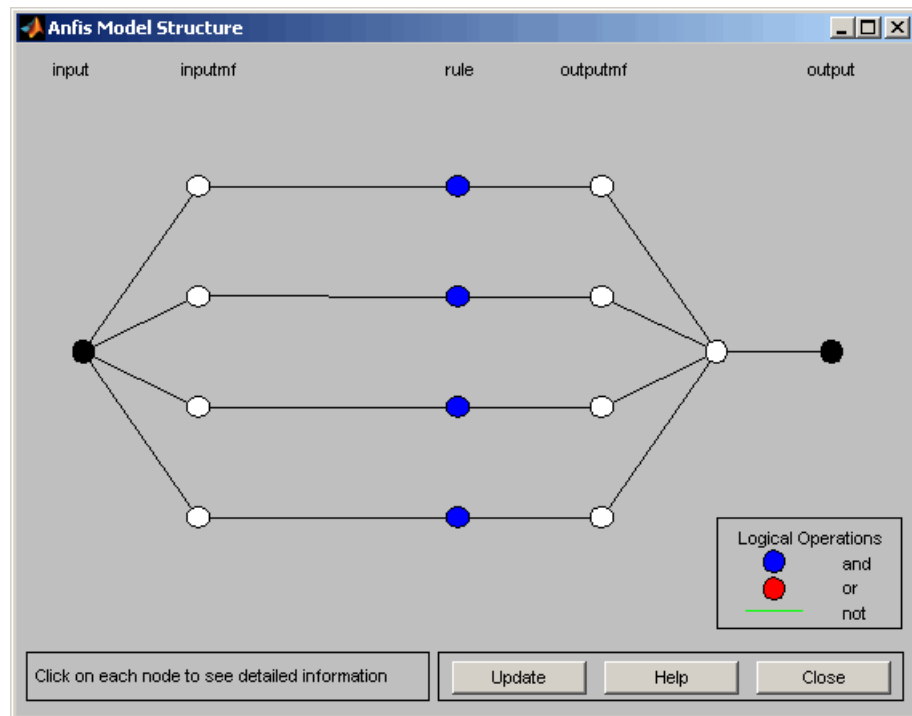 Anfis Model Structure
input inputmf rule outputmf output
Logical Operations
and
or
not
Click on each node to see detailed information
Update Help Close